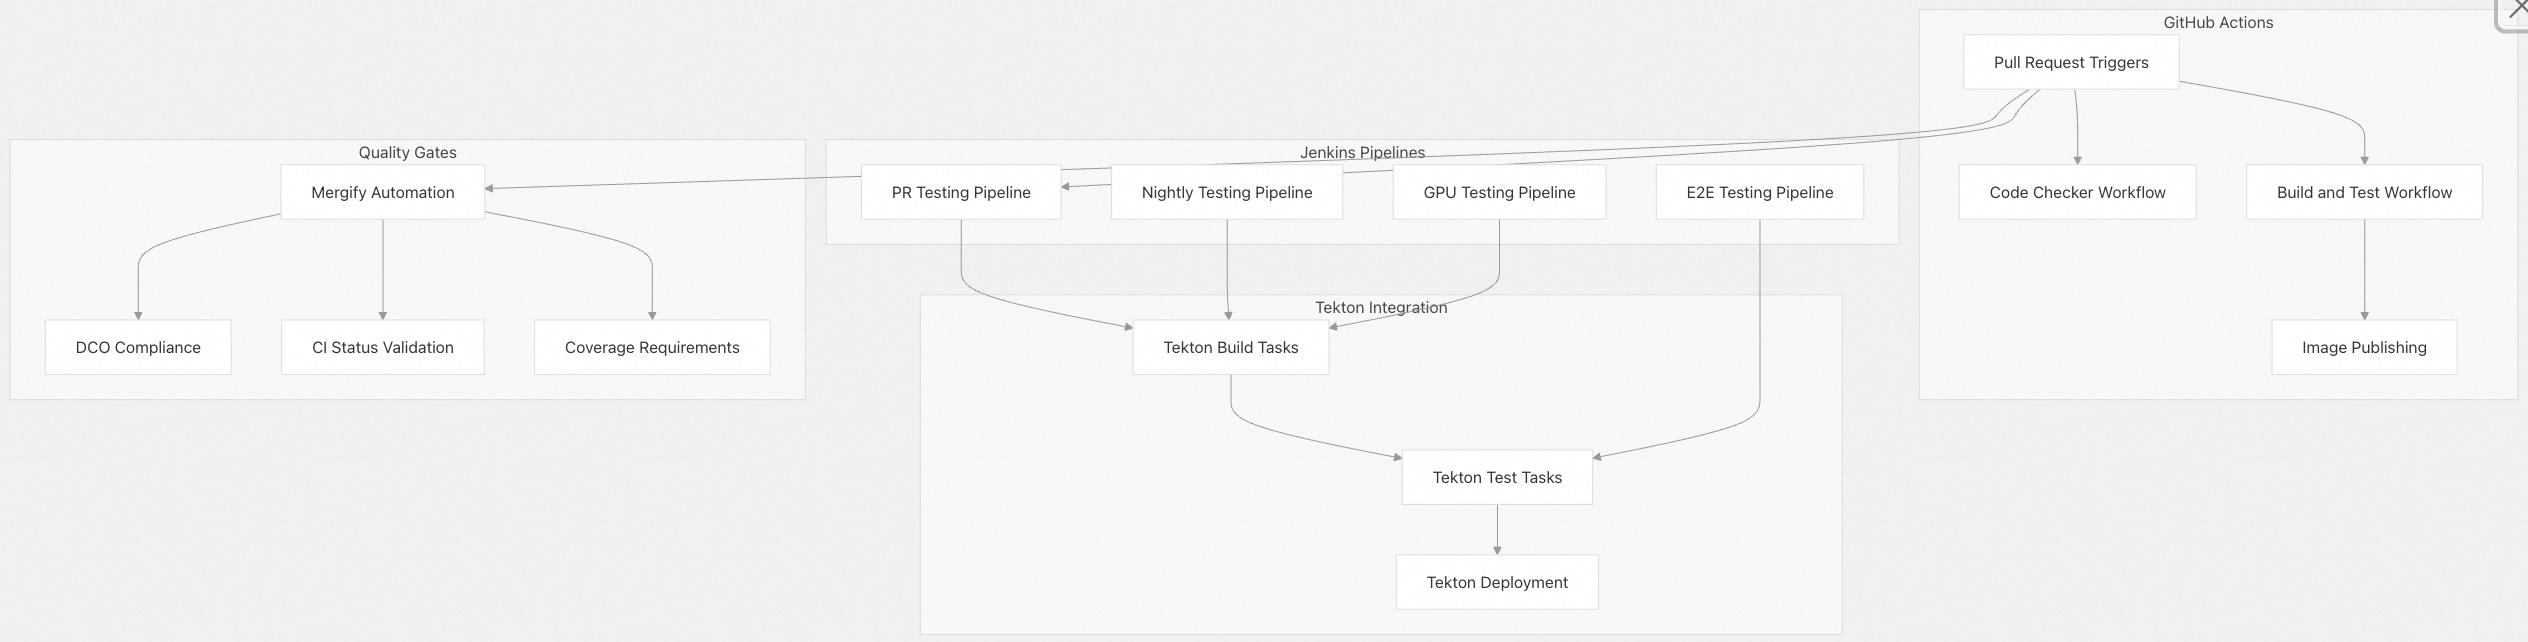 GitHub Actions
Pull Request Triggers
Quality Gates
Jenkins Pipelines
Mergify Automation
PR Testing Pipeline
Nightly Testing Pipeline
GPU Testing Pipeline
E2E Testing Pipeline
Code Checker Workflow
Build and Test Workflow
Tekton Integration
DCO Compliance
CI Status Validation
Coverage Requirements
Tekton Build Tasks
Image Publishing
Tekton Test Tasks
Tekton Deployment